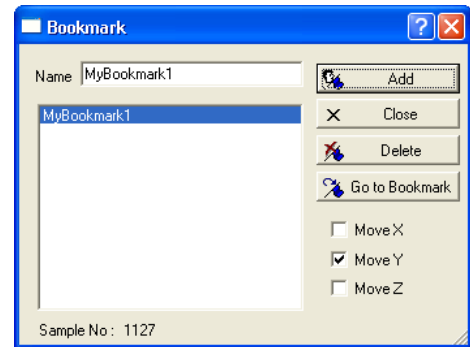 Bookmark
Name MyBookmark1
MyBookmark1
Add
Close
Delete
Go to Bookmark
Move X
Move Y
Move Z
Sample No : 1127